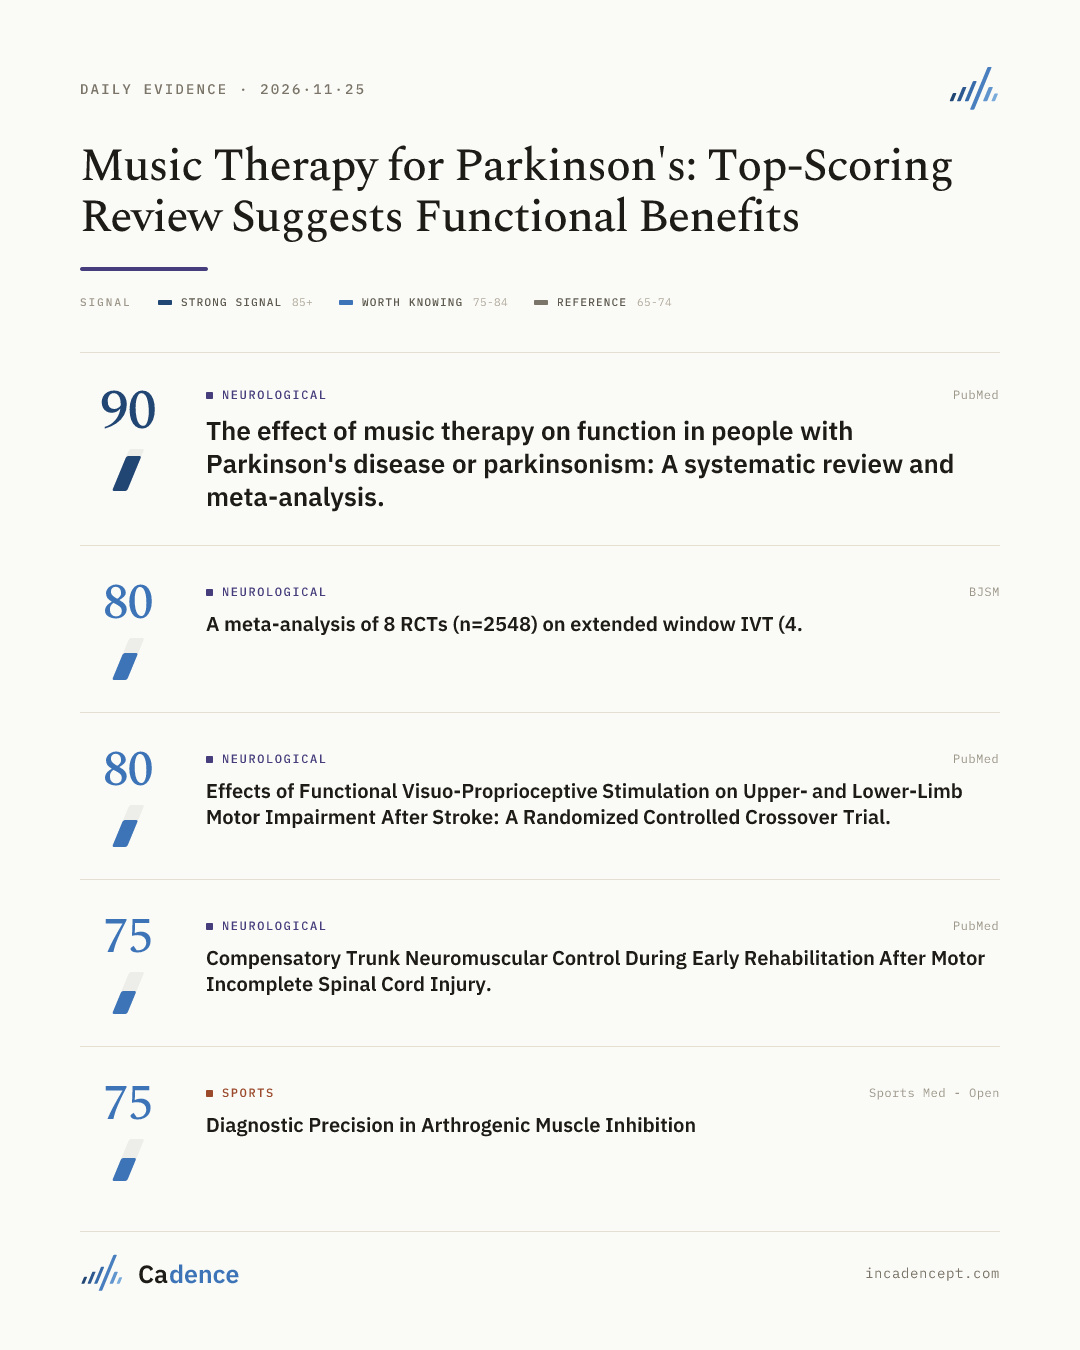 DAILY EVIDENCE · 2026·11·25
Music Therapy for Parkinson's: Top-Scoring
Review Suggests Functional Benefits
SIGNAL STRONG SIGNAL 85+ WORTH KNOWING 75-84 REFERENCE 65-74
90
NEUROLOGICAL PubMed
The effect of music therapy on function in people with
Parkinson's disease or parkinsonism: A systematic review and
meta-analysis.
80
NEUROLOGICAL BJSM
A meta-analysis of 8 RCTs (n=2548) on extended window IVT (4.
80
NEUROLOGICAL PubMed
Effects of Functional Visuo-Proprioceptive Stimulation on Upper- and Lower-Limb
Motor Impairment After Stroke: A Randomized Controlled Crossover Trial.
75
NEUROLOGICAL PubMed
Compensatory Trunk Neuromuscular Control During Early Rehabilitation After Motor
Incomplete Spinal Cord Injury.
75
SPORTS Sports Med - Open
Diagnostic Precision in Arthrogenic Muscle Inhibition
Cadence incadencept.com